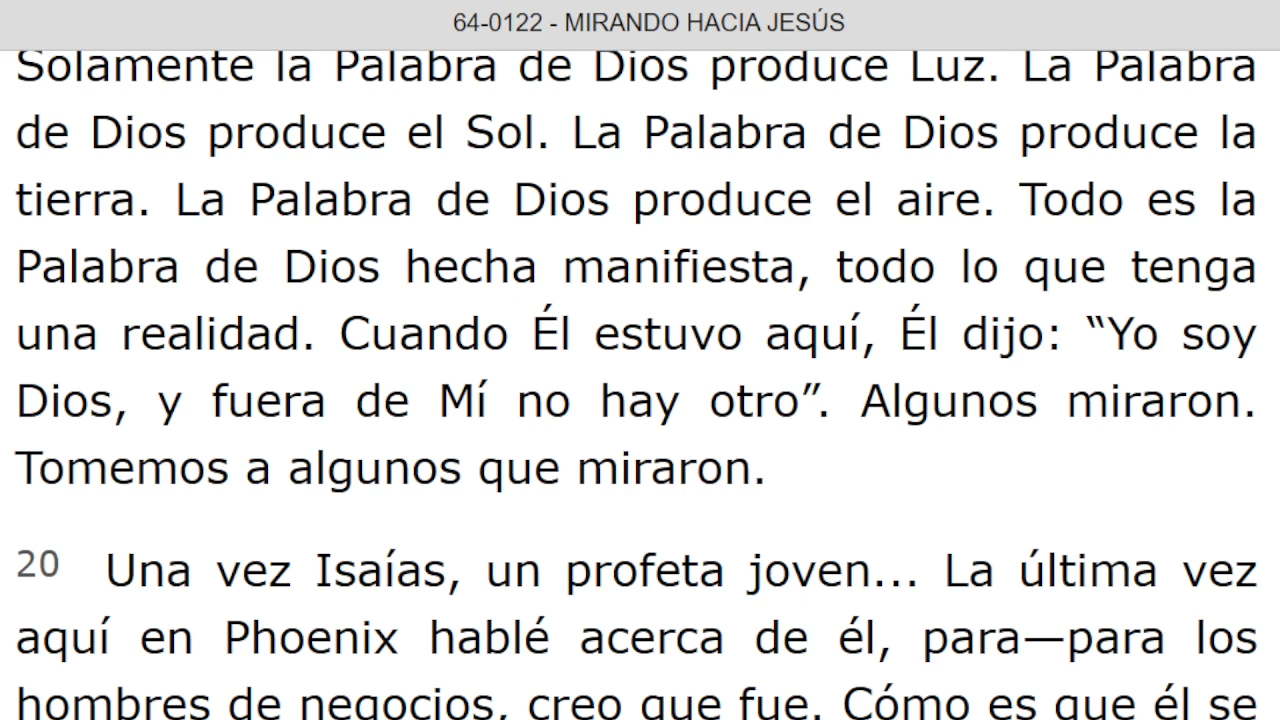 64-0122 - MIRANDO HACIA JESÚS
Solamente la Palabra de Dios produce Luz. La Palabra
de Dios produce el Sol. La Palabra de Dios produce la
tierra. La Palabra de Dios produce el aire. Todo es la
Palabra de Dios hecha manifiesta, todo lo que tenga
una realidad. Cuando Él estuvo aquí, Él dijo: “Yo soy
Dios, y fuera de Mí no hay otro”. Algunos miraron.
Tomemos a algunos que miraron.
20 Una vez Isaías, un profeta joven... La última vez
aquí en Phoenix hablé acerca de él, para—para los
hombres de negocios, creo que fue. Cómo es que él se